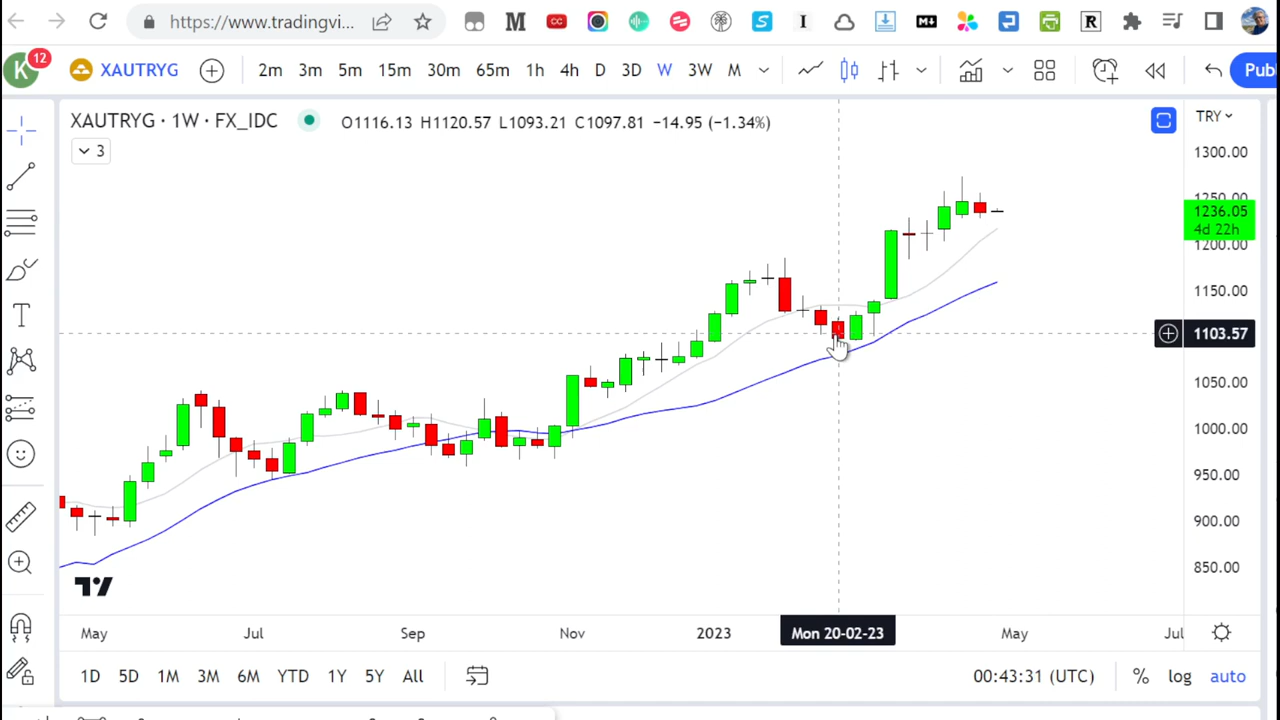 https://www.tradingvi...
M
CC
S
I
R
K
12
XAUTRYG
2m 3m 5m 15m 30m 65m 1h 4h D 3D W 3W M
Pub
XAUTRYG · 1W · FX_IDC
O1116.13 H1120.57 L1093.21 C1097.81 −14.95 (−1.34%)
TRY
3
1300.00
1250.00
1236.05
4d 22h
1200.00
1150.00
1103.57
1050.00
1000.00
950.00
900.00
850.00
May Jul Sep Nov 2023 Mon 20-02-23 May Jul
1D 5D 1M 3M 6M YTD 1Y 5Y All
00:43:31 (UTC) % log auto